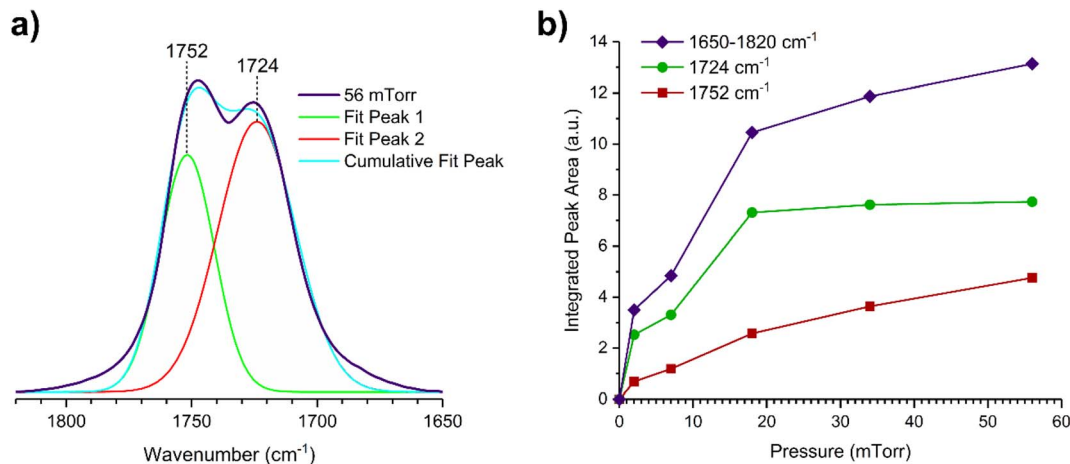 a)
1752
1724
56 mTorr
Fit Peak 1
Fit Peak 2
Cumulative Fit Peak
1800
1750
1700
1650
Wavenumber (cm⁻¹)
b)
1650-1820 cm⁻¹
1724 cm⁻¹
1752 cm⁻¹
14
12
10
8
6
4
2
0
Integrated Peak Area (a.u.)
0
10
20
30
40
50
60
Pressure (mTorr)